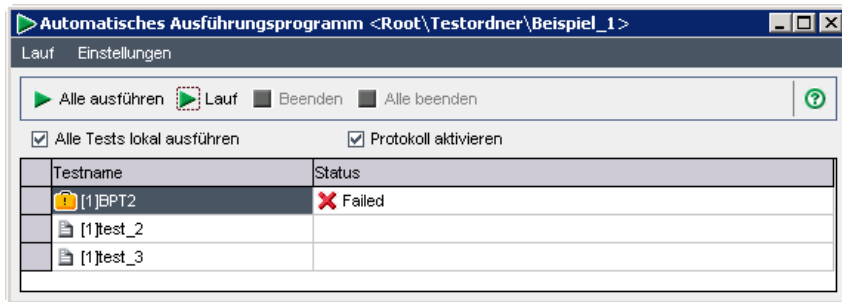 Automatisches Ausführungsprogramm <Root\Testordner\Beispiel_1>
Lauf Einstellungen
Alle ausführen Lauf Beenden Alle beenden
Alle Tests lokal ausführen Protokoll aktivieren
Testname Status
[1]BPT2 Failed
[1]test_2
[1]test_3